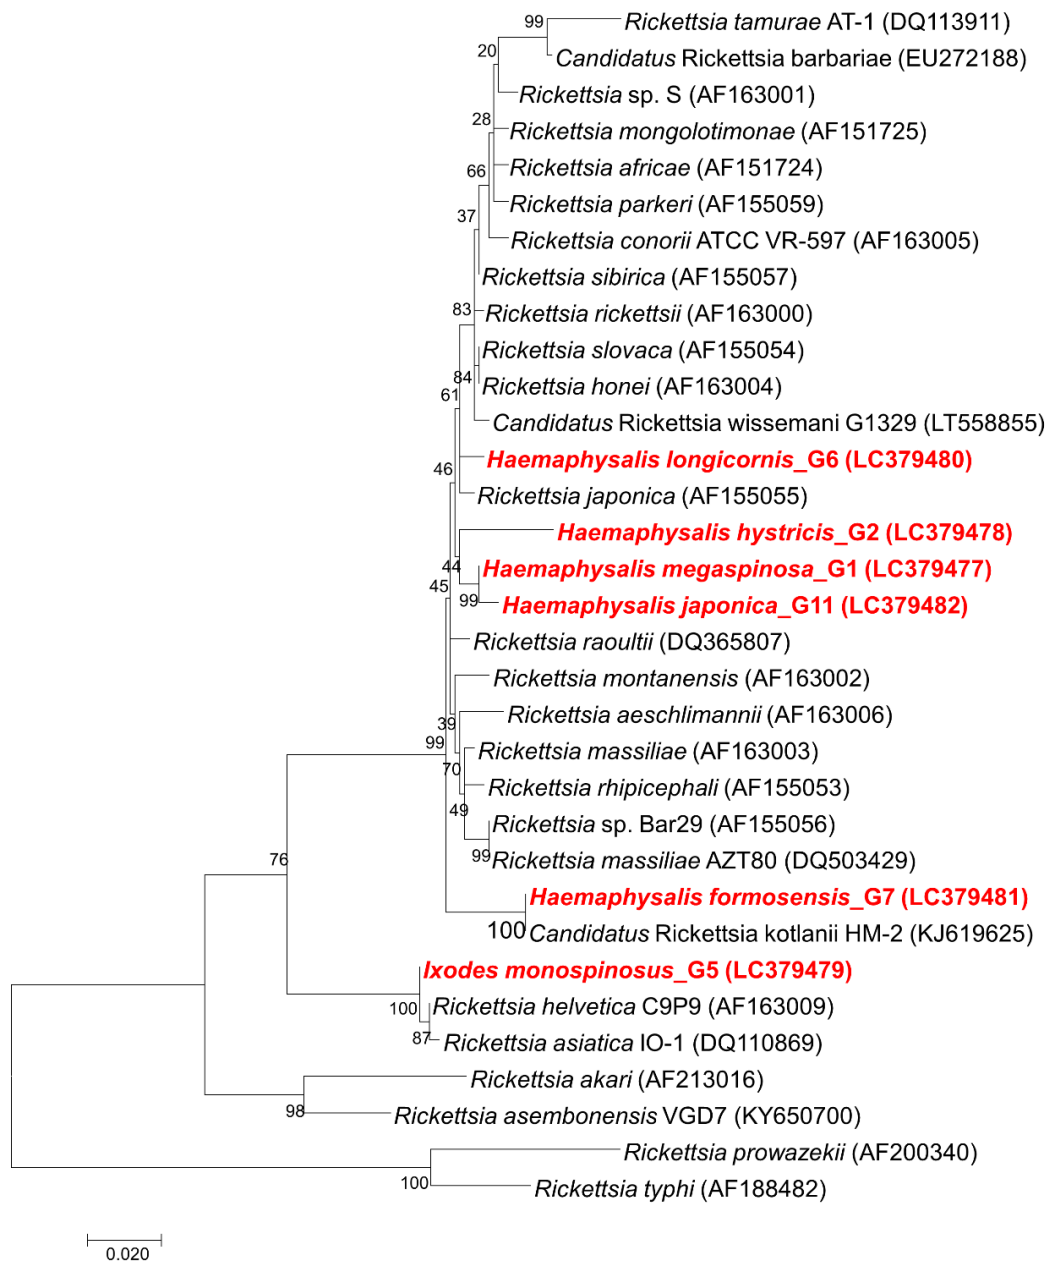 99
Rickettsia tamurae AT-1 (DQ113911)
20
Candidatus Rickettsia barbariae (EU272188)
Rickettsia sp. S (AF163001)
28
Rickettsia mongolotimonae (AF151725)
66
Rickettsia africae (AF151724)
Rickettsia parkeri (AF155059)
37
Rickettsia conorii ATCC VR-597 (AF163005)
Rickettsia sibirica (AF155057)
83
Rickettsia rickettsii (AF163000)
Rickettsia slovaca (AF155054)
84
Rickettsia honei (AF163004)
61
Candidatus Rickettsia wissemani G1329 (LT558855)
Haemaphysalis longicornis_G6 (LC379480)
46
Rickettsia japonica (AF155055)
Haemaphysalis hystricis_G2 (LC379478)
44
Haemaphysalis megaspinosa_G1 (LC379477)
45
99
Haemaphysalis japonica_G11 (LC379482)
Rickettsia raoultii (DQ365807)
Rickettsia montanensis (AF163002)
39
Rickettsia aeschlimannii (AF163006)
99
Rickettsia massiliae (AF163003)
70
Rickettsia rhipicephali (AF155053)
49
Rickettsia sp. Bar29 (AF155056)
99
Rickettsia massiliae AZT80 (DQ503429)
76
Haemaphysalis formosensis_G7 (LC379481)
100
Candidatus Rickettsia kotlanii HM-2 (KJ619625)
Ixodes monospinosus_G5 (LC379479)
100
Rickettsia helvetica C9P9 (AF163009)
87
Rickettsia asiatica IO-1 (DQ110869)
Rickettsia akari (AF213016)
98
Rickettsia asembonensis VGD7 (KY650700)
Rickettsia prowazekii (AF200340)
100
Rickettsia typhi (AF188482)
0.020